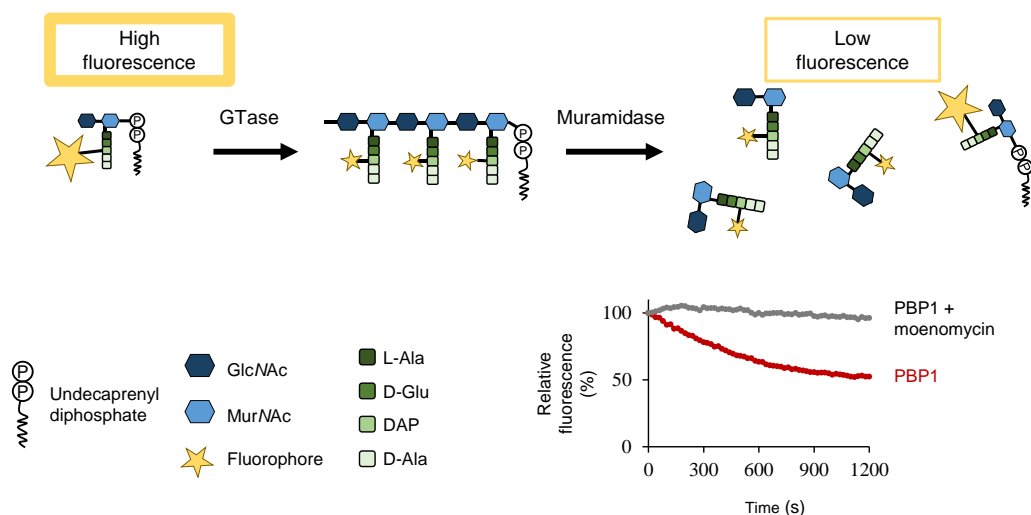 High
fluorescence
Low
fluorescence
GTase
Muramidase
P
P
P
P
P
P
Undecaprenyl
diphosphate
P
P
GlcNAc
MurNAc
Fluorophore
L-Ala
D-Glu
DAP
D-Ala
Relative
fluorescence
(%)
100
50
0
0
300
600
900
1200
Time (s)
PBP1 +
moenomycin
PBP1